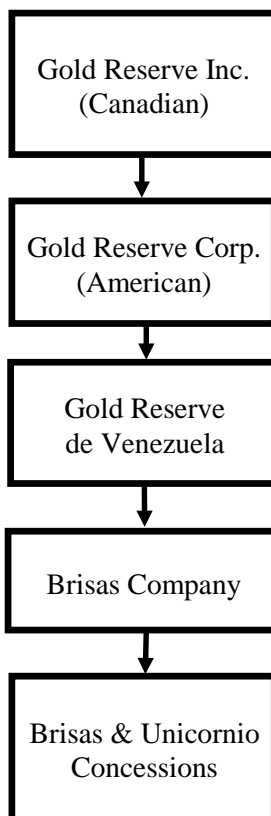 Gold Reserve Inc.
(Canadian)
Gold Reserve Corp.
(American)
Gold Reserve
de Venezuela
Brisas Company
Brisas & Unicornio
Concessions